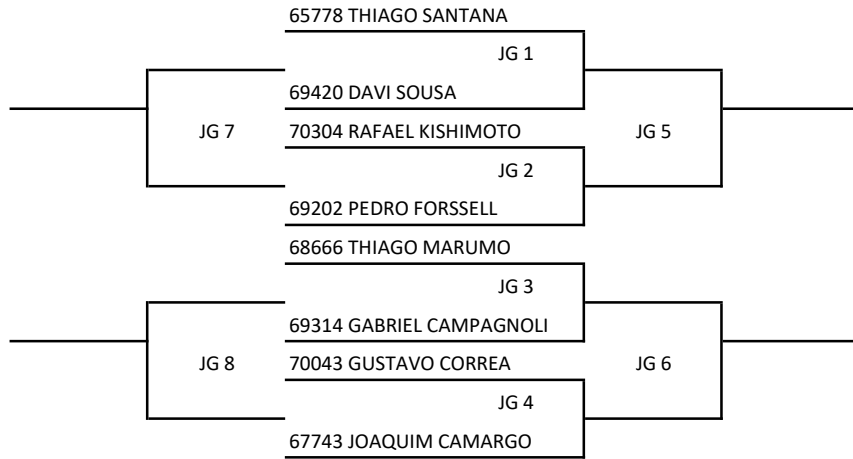 65778 THIAGO SANTANA
JG 1
69420 DAVI SOUSA
JG 7
70304 RAFAEL KISHIMOTO
JG 5
JG 2
69202 PEDRO FORSSELL
68666 THIAGO MARUMO
JG 3
69314 GABRIEL CAMPAGNOLI
JG 8
70043 GUSTAVO CORREA
JG 6
JG 4
67743 JOAQUIM CAMARGO